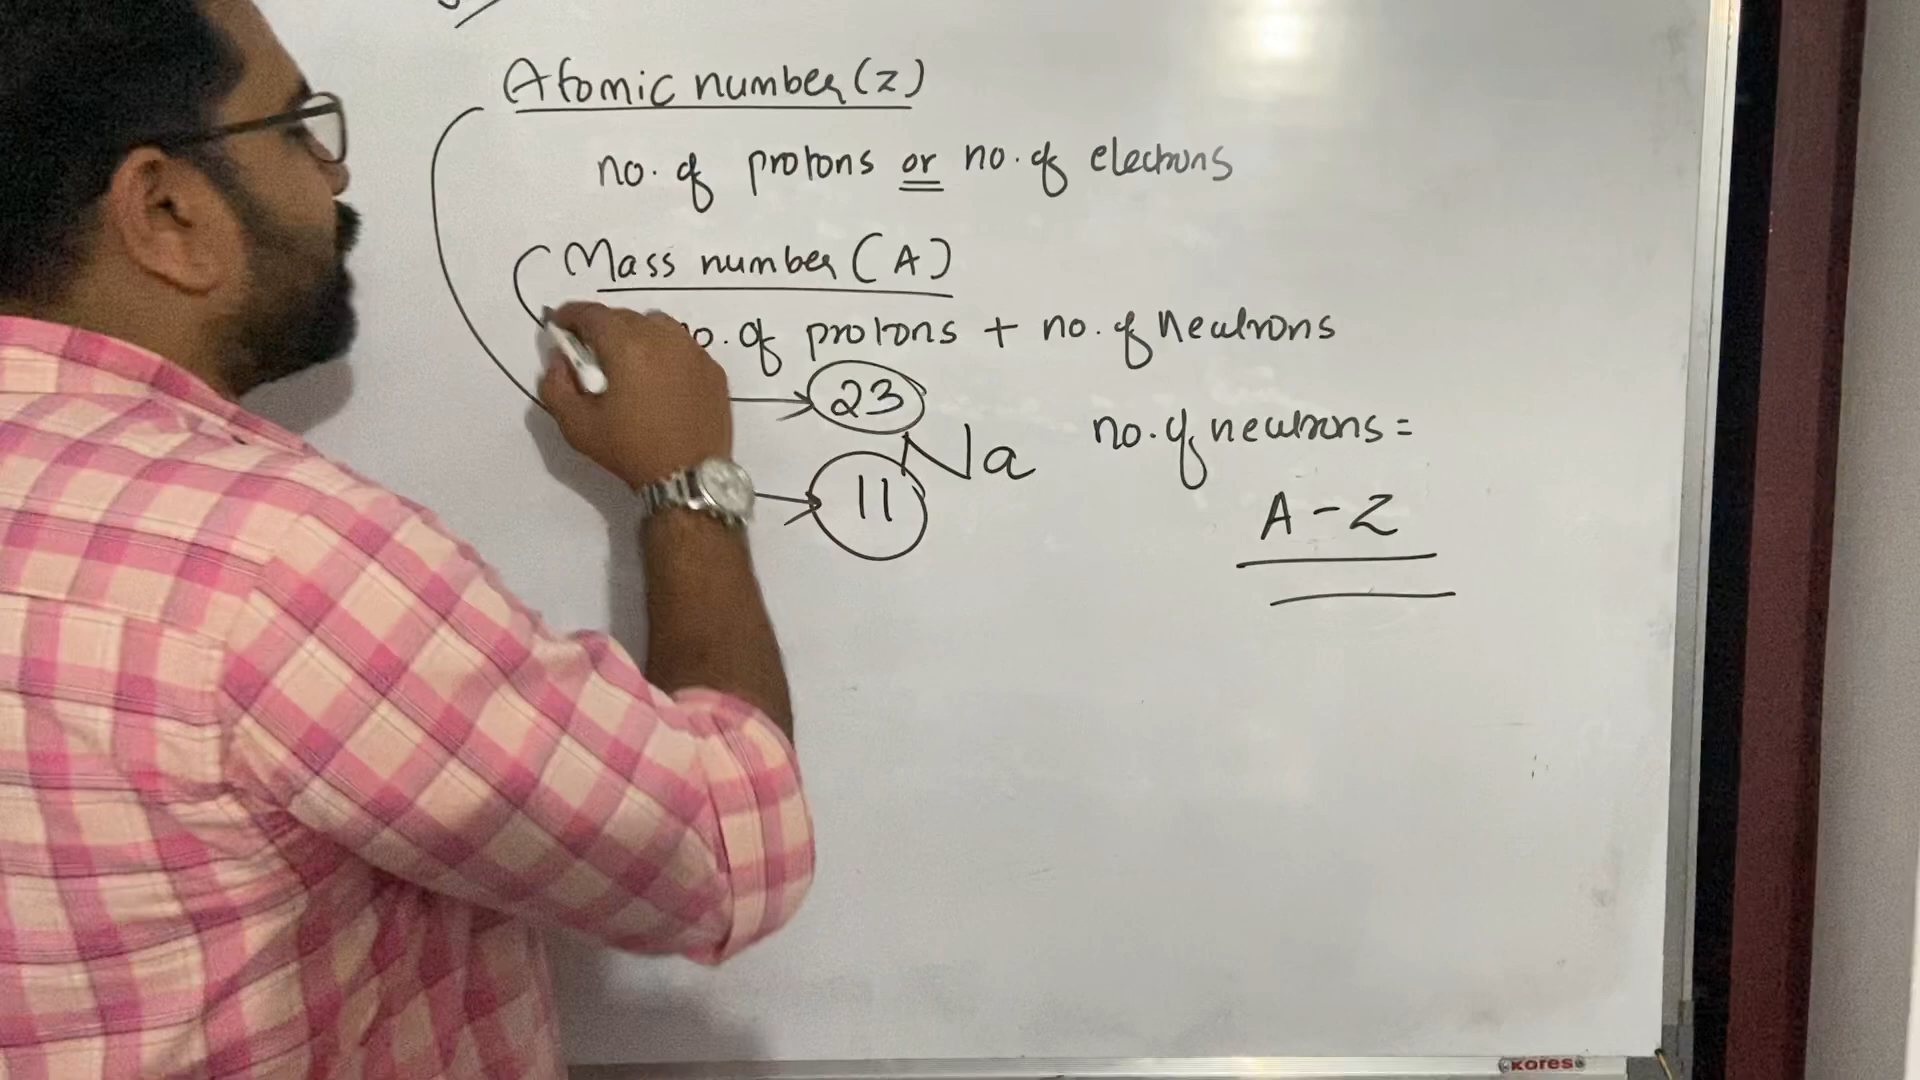 Atomic number (z)
no. of protons or no. of electrons
Mass number (A)
no. of protons + no. of Neutrons
23
Na
11
no. of neutrons =
A - Z
Kores